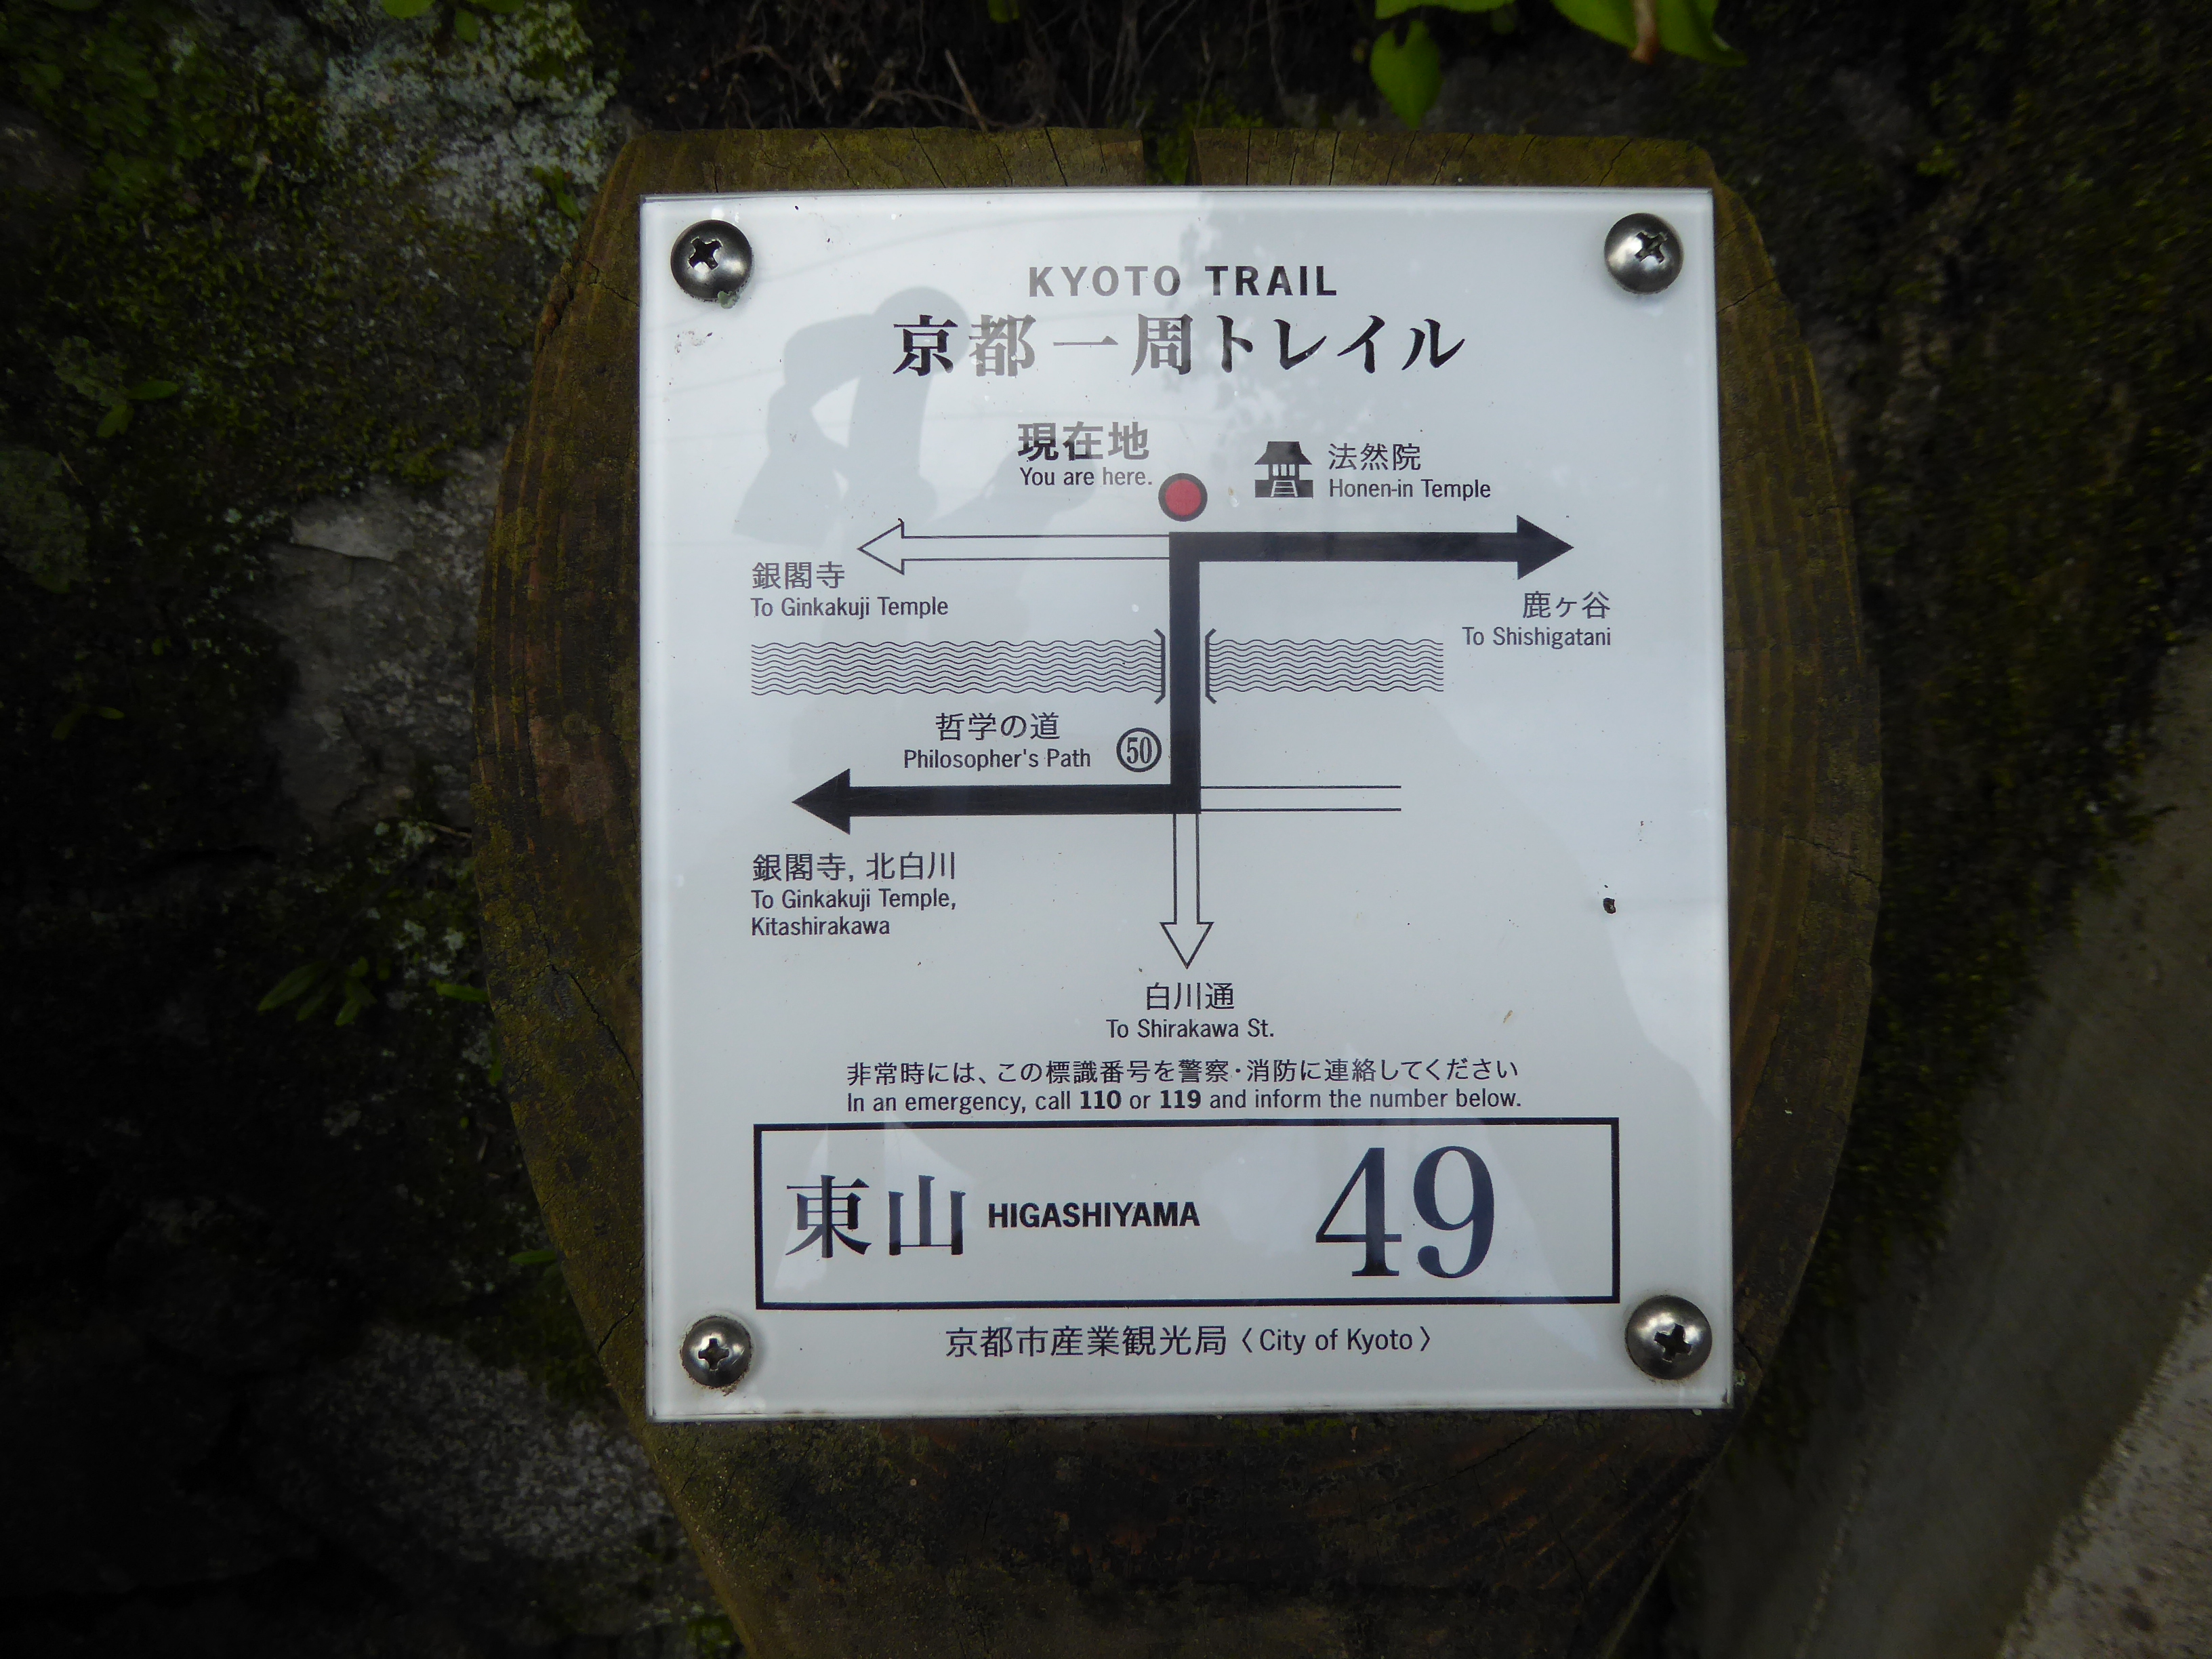 KYOTO TRAIL
京都一周トレイル
現在地
You are here.
法然院
Honen-in Temple
銀閣寺
To Ginkakuji Temple
鹿ヶ谷
To Shishigatani
哲学の道
Philosopher's Path
50
銀閣寺, 北白川
To Ginkakuji Temple,
Kitashirakawa
白川通
To Shirakawa St.
非常時には、この標識番号を警察・消防に連絡してください
In an emergency, call 110 or 119 and inform the number below.
東山 HIGASHIYAMA 49
京都市産業観光局〈City of Kyoto〉